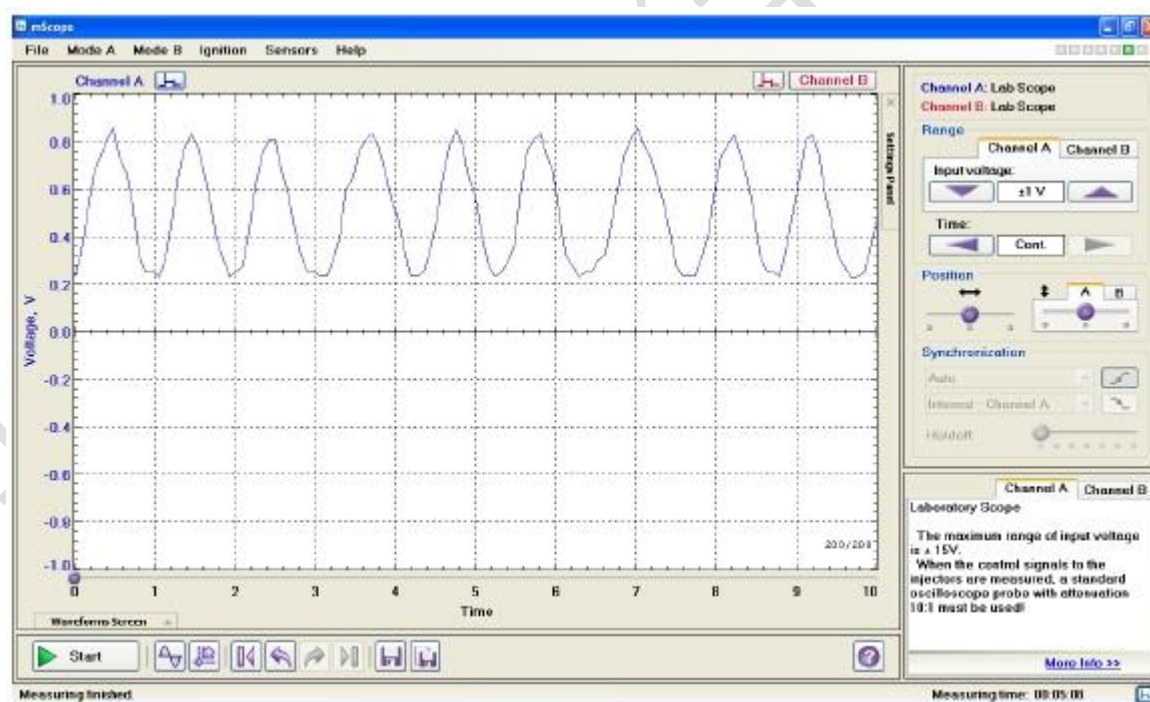 mScope
File Mode A Mode B Ignition Sensors Help
Channel A
Channel B
Settings Panel
1.0
0.8
0.6
0.4
0.2
0.0
-0.2
-0.4
-0.6
-0.8
-1.0
Voltage, V
200/200
0 1 2 3 4 5 6 7 8 9 10
Time
Waveforms Screen
Channel A: Lab Scope
Channel B: Lab Scope
Range
Channel A Channel B
Input voltage:
±1 V
Time:
Cont.
Position
A B
Synchronization
Auto
Internal Channel A
Holdoff
Channel A Channel B
Laboratory Scope
The maximum range of input voltage
is ± 15V.
When the control signals to the
injectors are measured, a standard
oscilloscope probe with attenuation
10:1 must be used!
More Info >>
Start
Measuring finished.
Measuring time: 00:05:08